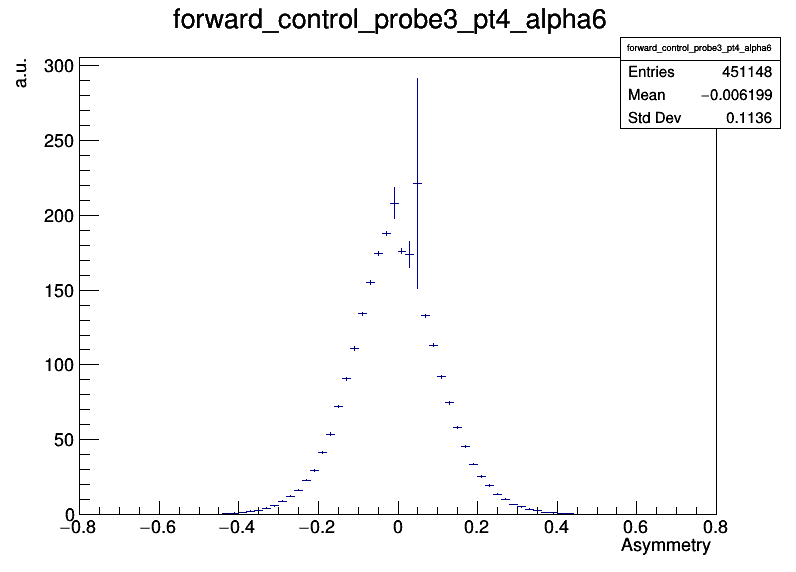 forward_control_probe3_pt4_alpha6
a.u.
forward_control_probe3_pt4_alpha6
Entries 451148
Mean −0.006199
Std Dev 0.1136
300
250
200
150
100
50
0
−0.8 −0.6 −0.4 −0.2 0 0.2 0.4 0.6 0.8
Asymmetry